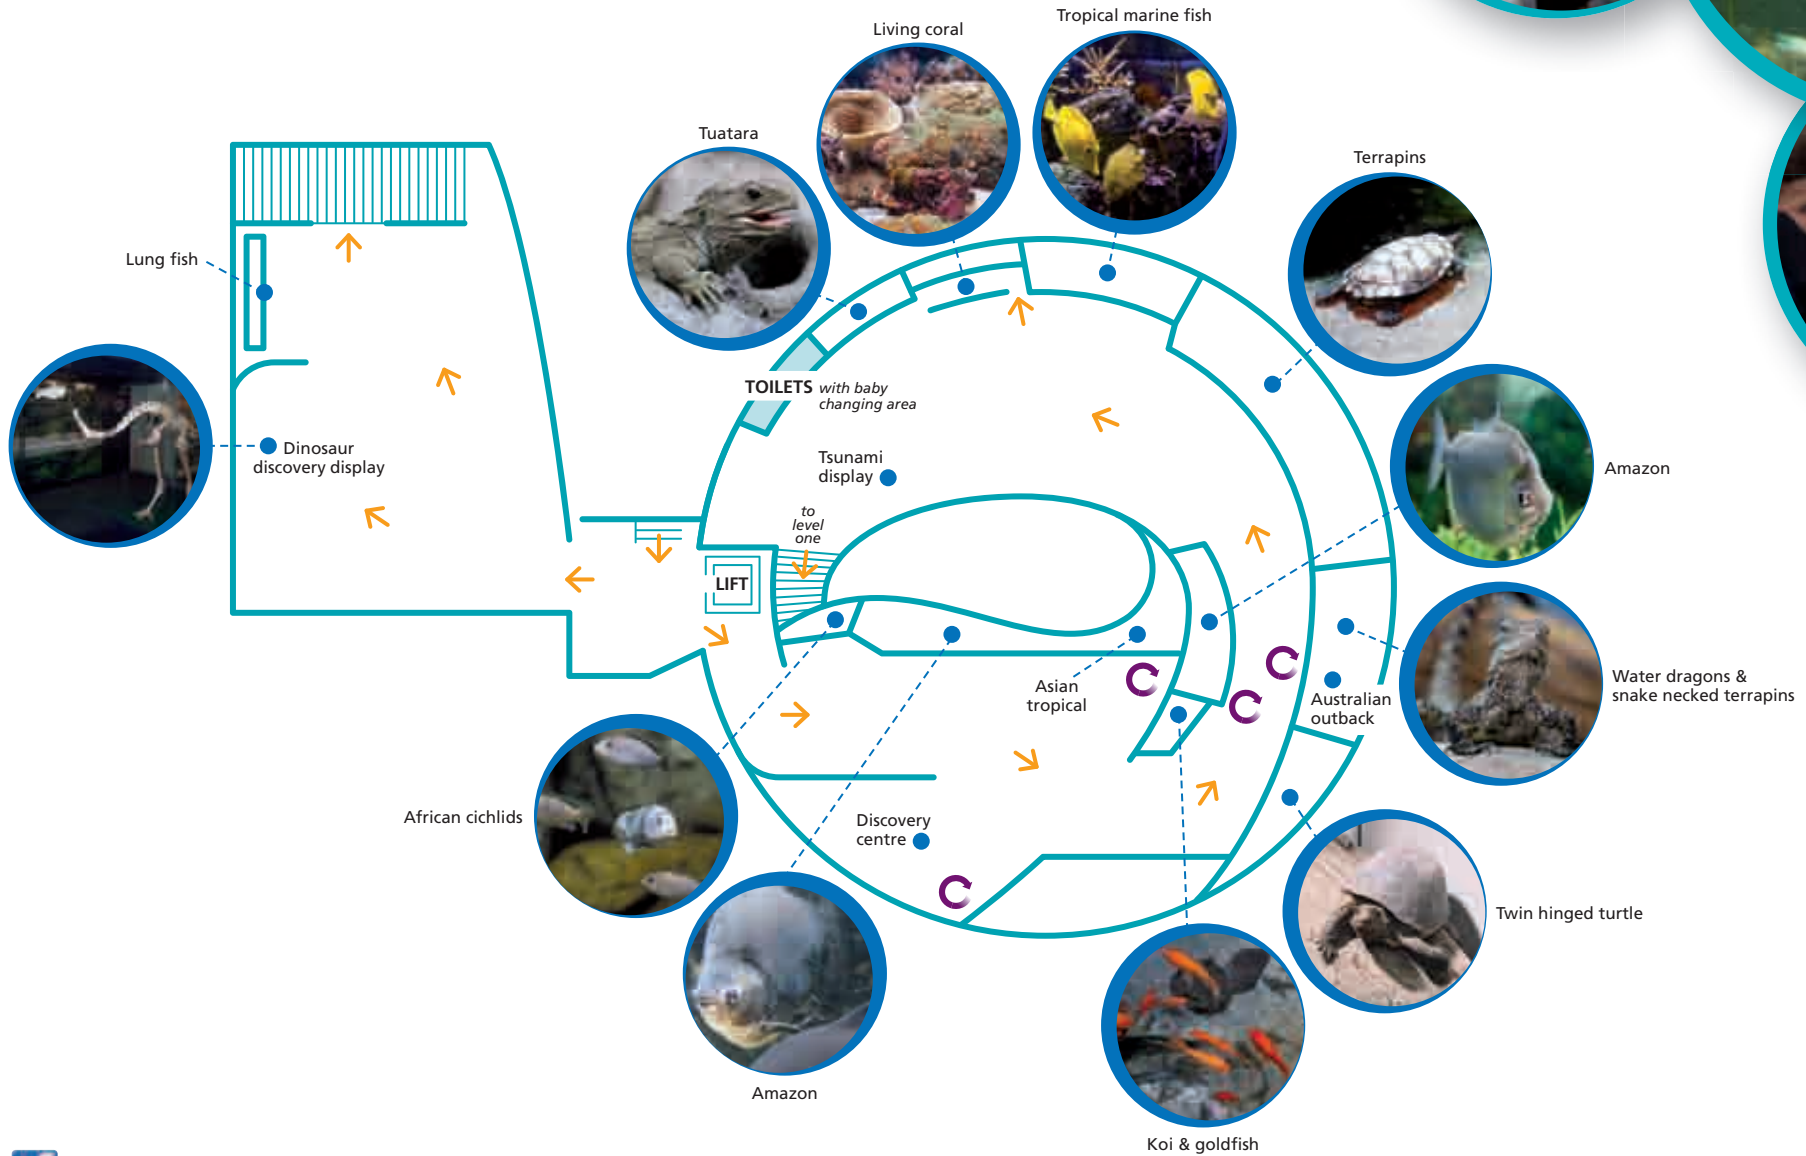 Tropical marine fish
Living coral
Tuatara
Terrapins
Lung fish
TOILETS with baby
changing area
Dinosaur
discovery display
Tsunami
display
Amazon
to
level
one
LIFT
Asian
tropical
Australian
outback
Water dragons &
snake necked terrapins
African cichlids
Discovery
centre
Twin hinged turtle
Amazon
Koi & goldfish